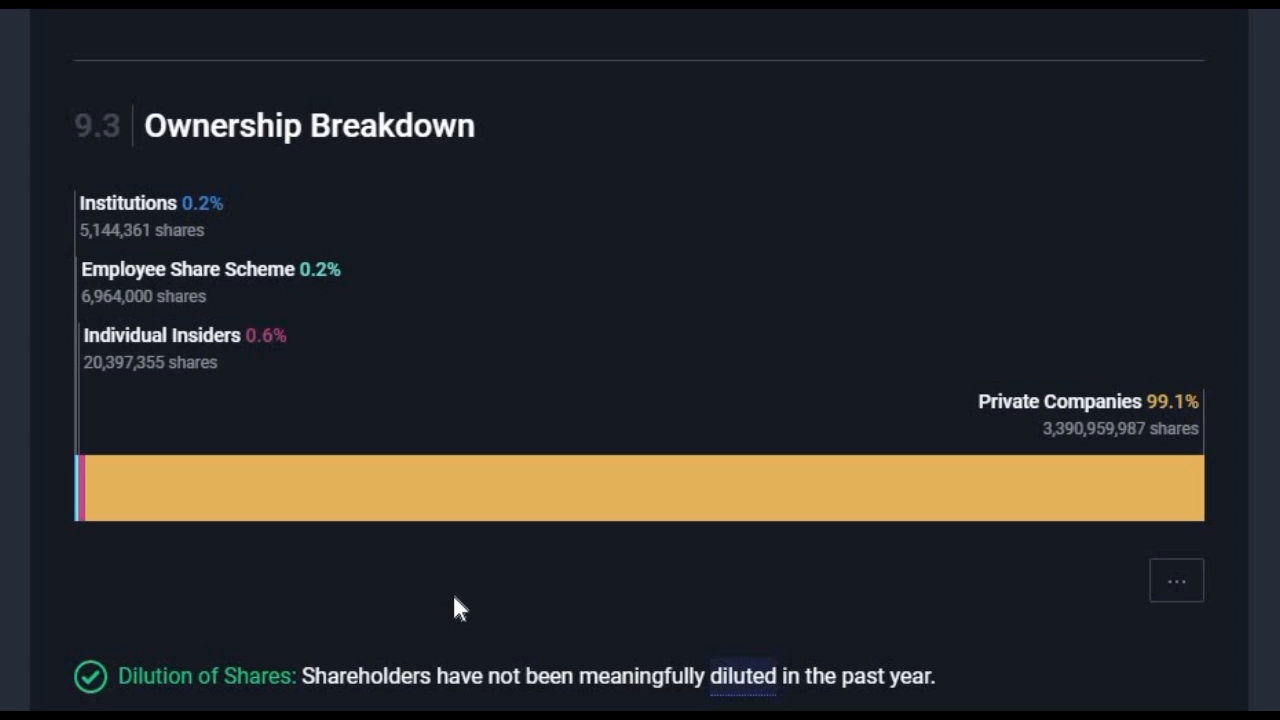 9.3 Ownership Breakdown
Institutions 0.2%
5,144,361 shares
Employee Share Scheme 0.2%
6,964,000 shares
Individual Insiders 0.6%
20,397,355 shares
Private Companies 99.1%
3,390,959,987 shares
...
Dilution of Shares: Shareholders have not been meaningfully diluted in the past year.